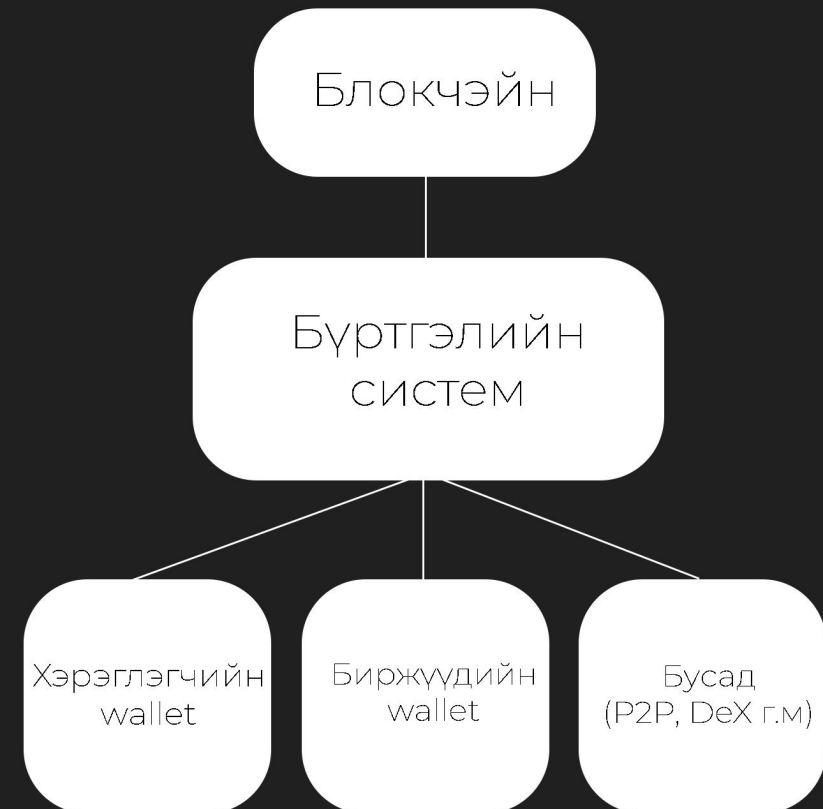 Блокчэйн
Бүртгэлийн
систем
Хэрэглэгчийн
wallet
Биржүүдийн
wallet
Бусад
(P2P, DeX г.м)